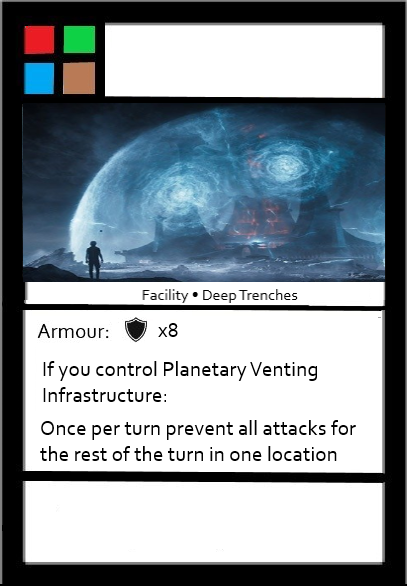 Facility • Deep Trenches
Armour: x8
If you control Planetary Venting
Infrastructure:
Once per turn prevent all attacks for
the rest of the turn in one location